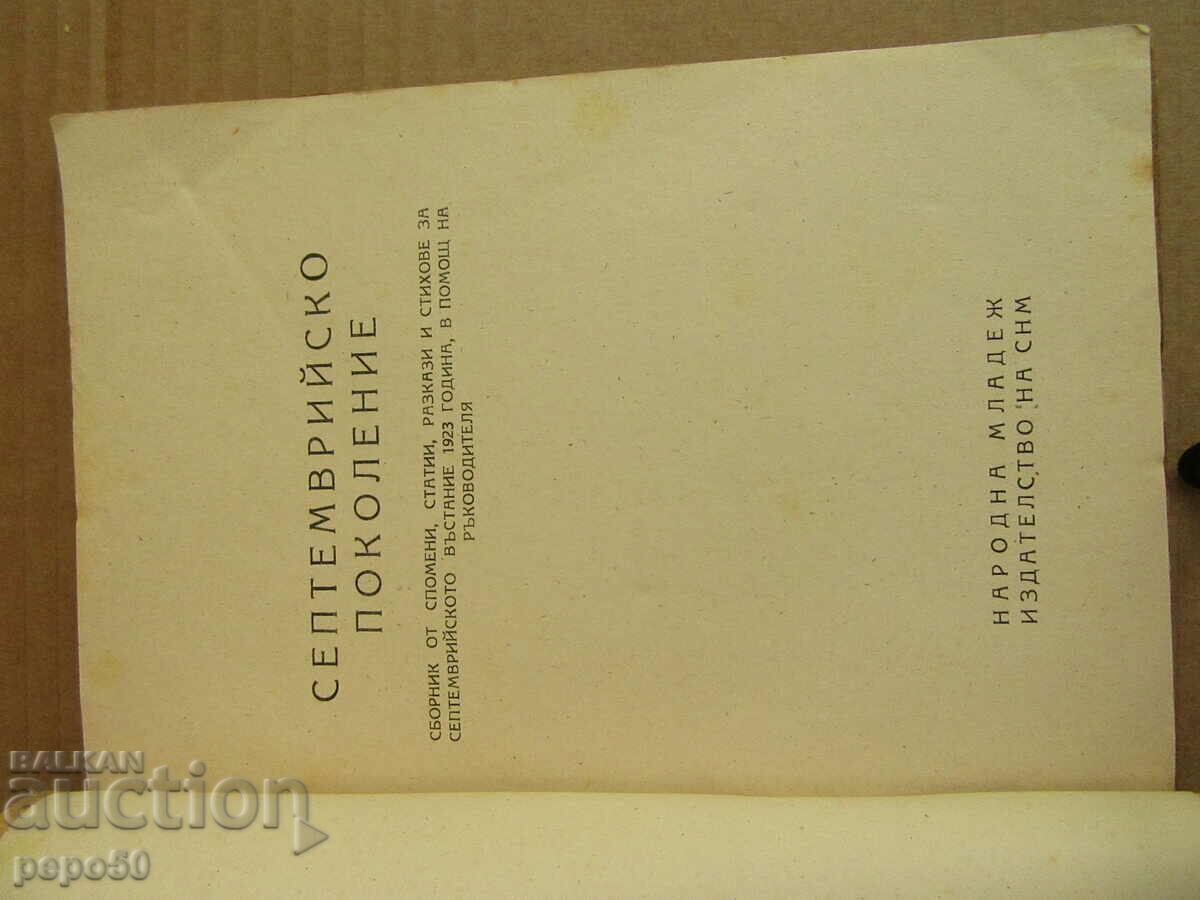 СЕПТЕМВРИЙСКО
ПОКОЛЕНИЕ
СБОРНИК ОТ СПОМЕНИ, СТАТИИ, РАЗКАЗИ И СТИХОВЕ ЗА
СЕПТЕМВРИЙСКОТО ВЪСТАНИЕ 1923 ГОДИНА, В ПОМОЩ НА
РЪКОВОДИТЕЛЯ
НАРОДНА МЛАДЕЖ
ИЗДАТЕЛСТВО НА СНМ
BALKAN
auction
pepo50